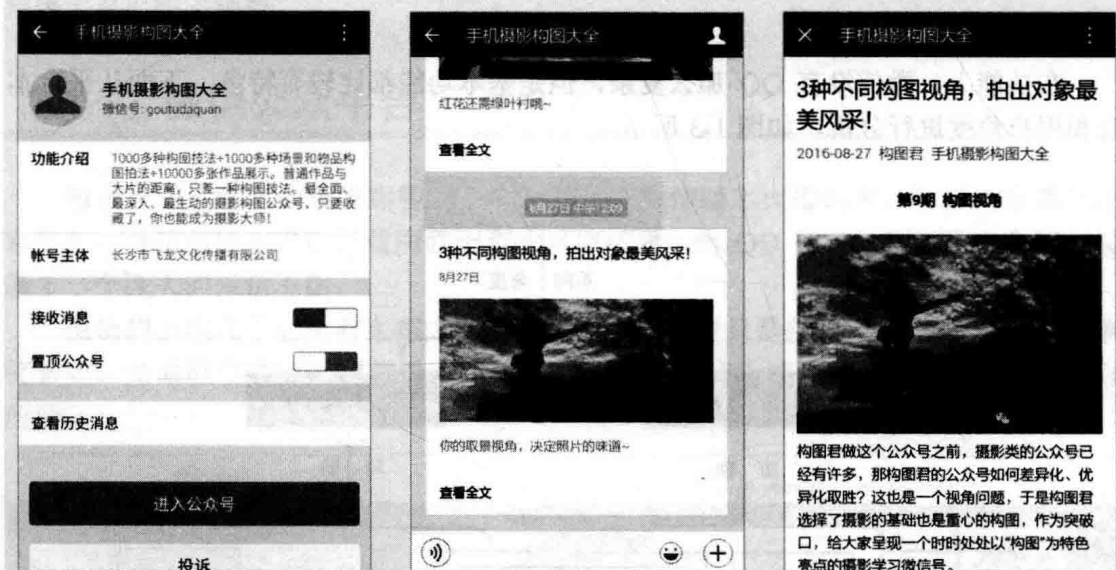 手机摄影构图大全
手机摄影构图大全
微信号: goutudaquan
功能介绍
1000多种构图技法+1000多种场景和物品构
图拍法+10000多张作品展示。普通作品与
大片的距离，只差一种构图技法。最全面、
最深入、最生动的摄影构图公众号，只要收
藏了，你也能成为摄影大师！
帐号主体 长沙市飞龙文化传播有限公司
接收消息
置顶公众号
查看历史消息
进入公众号
投诉
手机摄影构图大全
红花还需绿叶衬哦~
查看全文
8月27日 中午12:09
3种不同构图视角，拍出对象最美风采！
8月27日
你的取景视角，决定照片的味道~
查看全文
手机摄影构图大全
3种不同构图视角，拍出对象最
美风采！
2016-08-27 构图君 手机摄影构图大全
第9期 构图视角
构图君做这个公众号之前，摄影类的公众号已
经有许多，那构图君的公众号如何差异化、优
异化取胜？这也是一个视角问题，于是构图君
选择了摄影的基础也是重心的构图，作为突破
口，给大家呈现一个时时处处以“构图”为特色
亮点的摄影学习微信号。